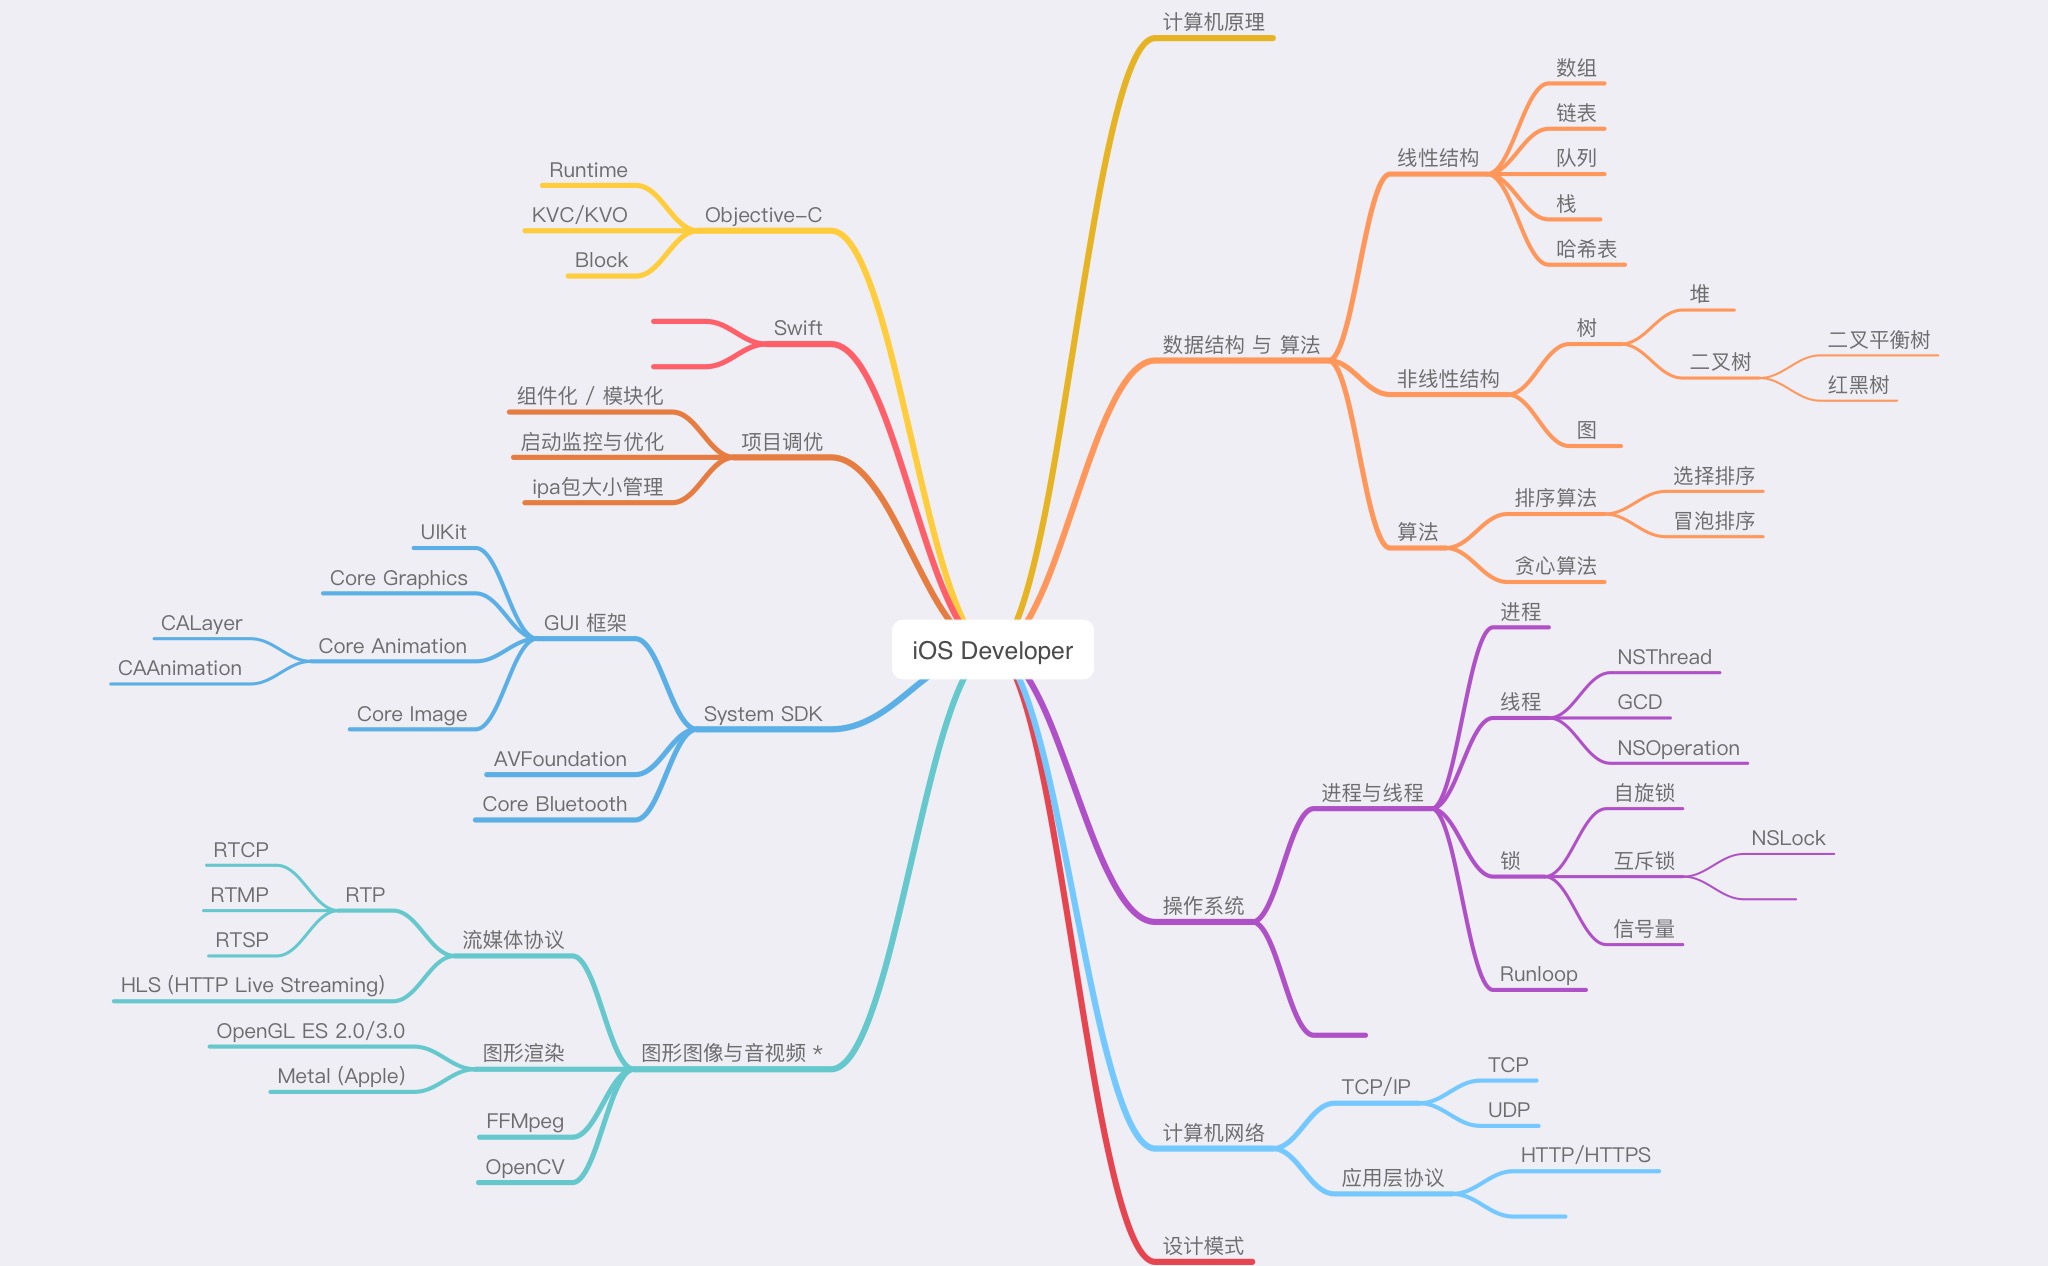 iOS Developer
计算机原理
数据结构 与 算法
线性结构
数组
链表
队列
栈
哈希表
非线性结构
树
堆
二叉树
二叉平衡树
红黑树
图
算法
排序算法
选择排序
冒泡排序
贪心算法
操作系统
进程与线程
进程
线程
NSThread
GCD
NSOperation
锁
自旋锁
互斥锁
NSLock
信号量
Runloop
计算机网络
TCP/IP
TCP
UDP
应用层协议
HTTP/HTTPS
设计模式
Objective-C
Runtime
KVC/KVO
Block
Swift
项目调优
组件化 / 模块化
启动监控与优化
ipa包大小管理
System SDK
GUI 框架
UIKit
Core Graphics
Core Animation
CALayer
CAAnimation
Core Image
AVFoundation
Core Bluetooth
图形图像与音视频 *
流媒体协议
RTP
RTCP
RTMP
RTSP
HLS (HTTP Live Streaming)
图形渲染
OpenGL ES 2.0/3.0
Metal (Apple)
FFMpeg
OpenCV